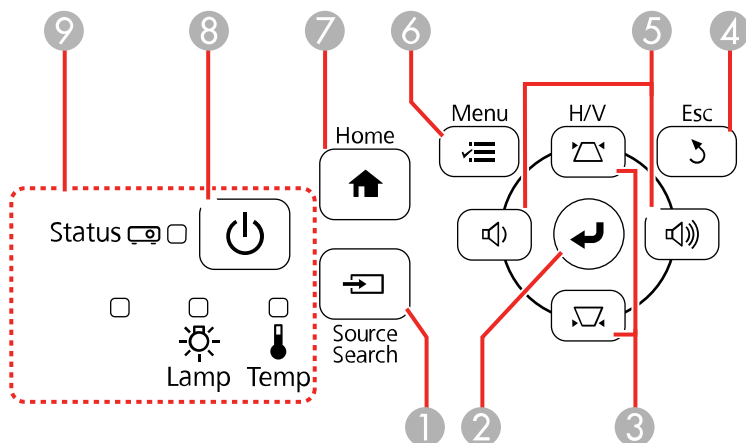 9 8 7 6 5 4
Menu H/V Esc
Home
Status
Source
Search
Lamp Temp
1 2 3